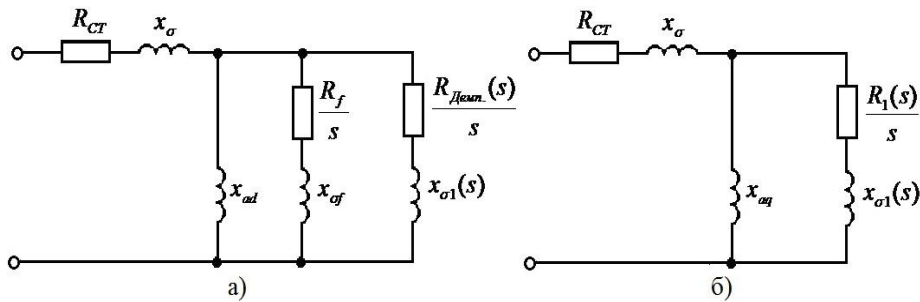 R_CT x_σ
R_f
s
R_Демп.(s)
s
x_ad
x_σf
x_σ1(s)
а)
R_CT x_σ
R_1(s)
s
x_aq
x_σ1(s)
б)